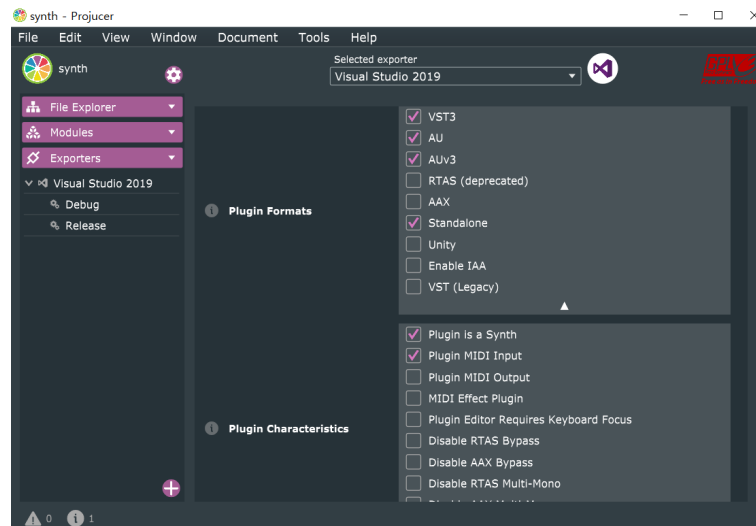 synth - Projucer
File Edit View Window Document Tools Help
synth
Selected exporter
Visual Studio 2019
File Explorer
Modules
Exporters
Visual Studio 2019
Debug
Release
Plugin Formats
VST3
AU
AUv3
RTAS (deprecated)
AAX
Standalone
Unity
Enable IAA
VST (Legacy)
Plugin Characteristics
Plugin is a Synth
Plugin MIDI Input
Plugin MIDI Output
MIDI Effect Plugin
Plugin Editor Requires Keyboard Focus
Disable RTAS Bypass
Disable AAX Bypass
Disable RTAS Multi-Mono
0 1